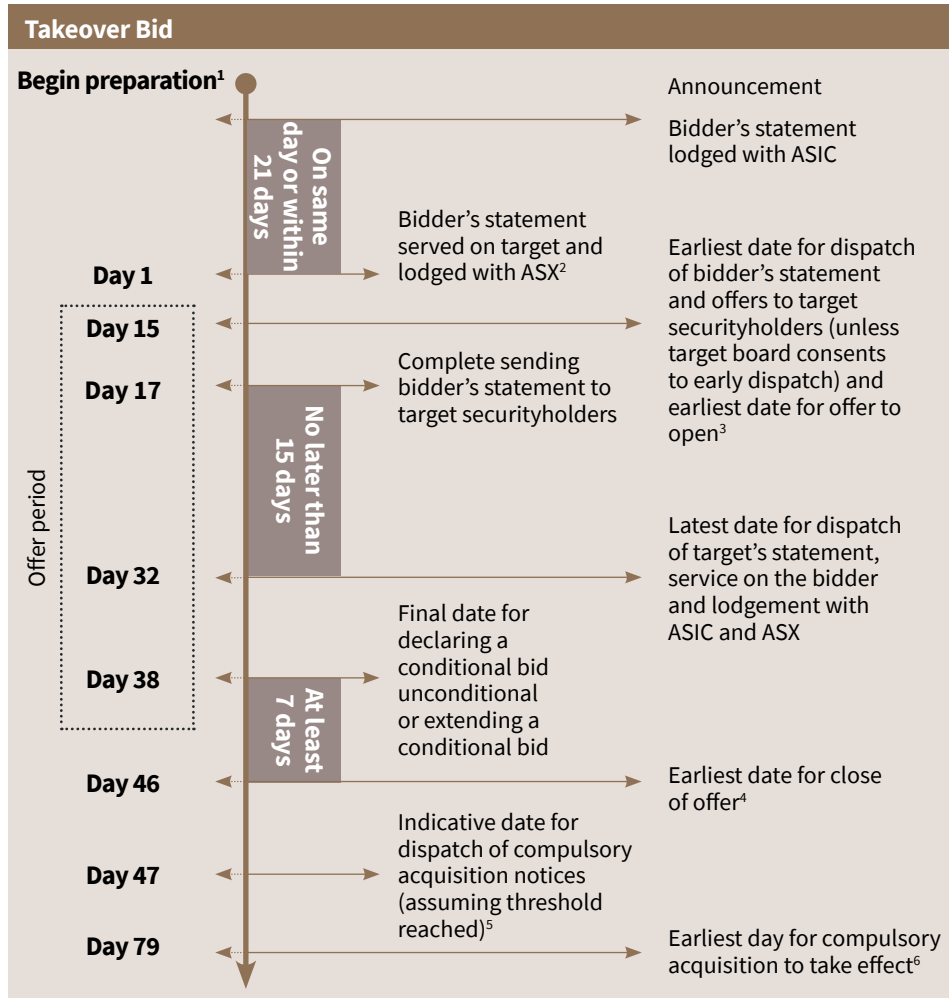 Takeover Bid
Begin preparation¹
Announcement
Bidder’s statement
lodged with ASIC
On same
day or within
21 days
Day 1
Bidder’s statement
served on target and
lodged with ASX²
Offer period
Day 15
Earliest date for dispatch
of bidder’s statement
and offers to target
securityholders (unless
target board consents
to early dispatch) and
earliest date for offer to
open³
Day 17
Complete sending
bidder’s statement to
target securityholders
No later than
15 days
Day 32
Latest date for dispatch
of target’s statement,
service on the bidder
and lodgement with
ASIC and ASX
Day 38
Final date for
declaring a
conditional bid
unconditional
or extending a
conditional bid
At least
7 days
Day 46
Earliest date for close
of offer⁴
Day 47
Indicative date for
dispatch of compulsory
acquisition notices
(assuming threshold
reached)⁵
Day 79
Earliest day for compulsory
acquisition to take effect⁶